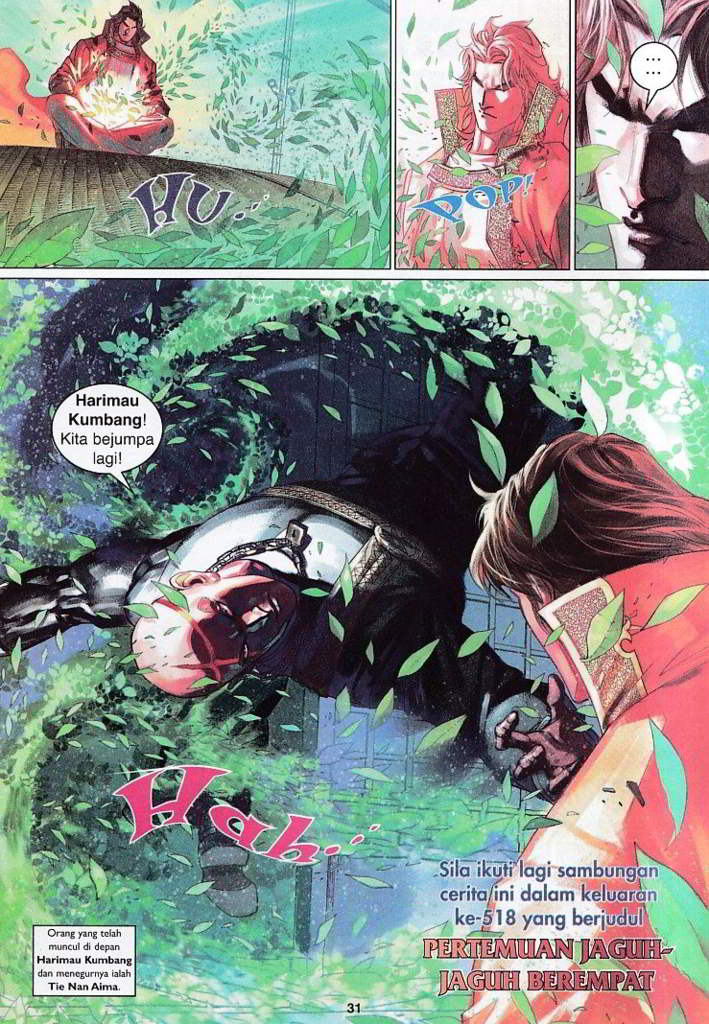 HU...
POP!
... ...
Harimau
Kumbang!
Kita bejumpa
lagi!
Hah...
Sila ikuti lagi sambungan
cerita ini dalam keluaran
ke-518 yang berjudul
PERTEMUAN JAGUH-
JAGUH BEREMPAT
Orang yang telah
muncul di depan
Harimau Kumbang
dan menegurnya ialah
Tie Nan Aima.
31